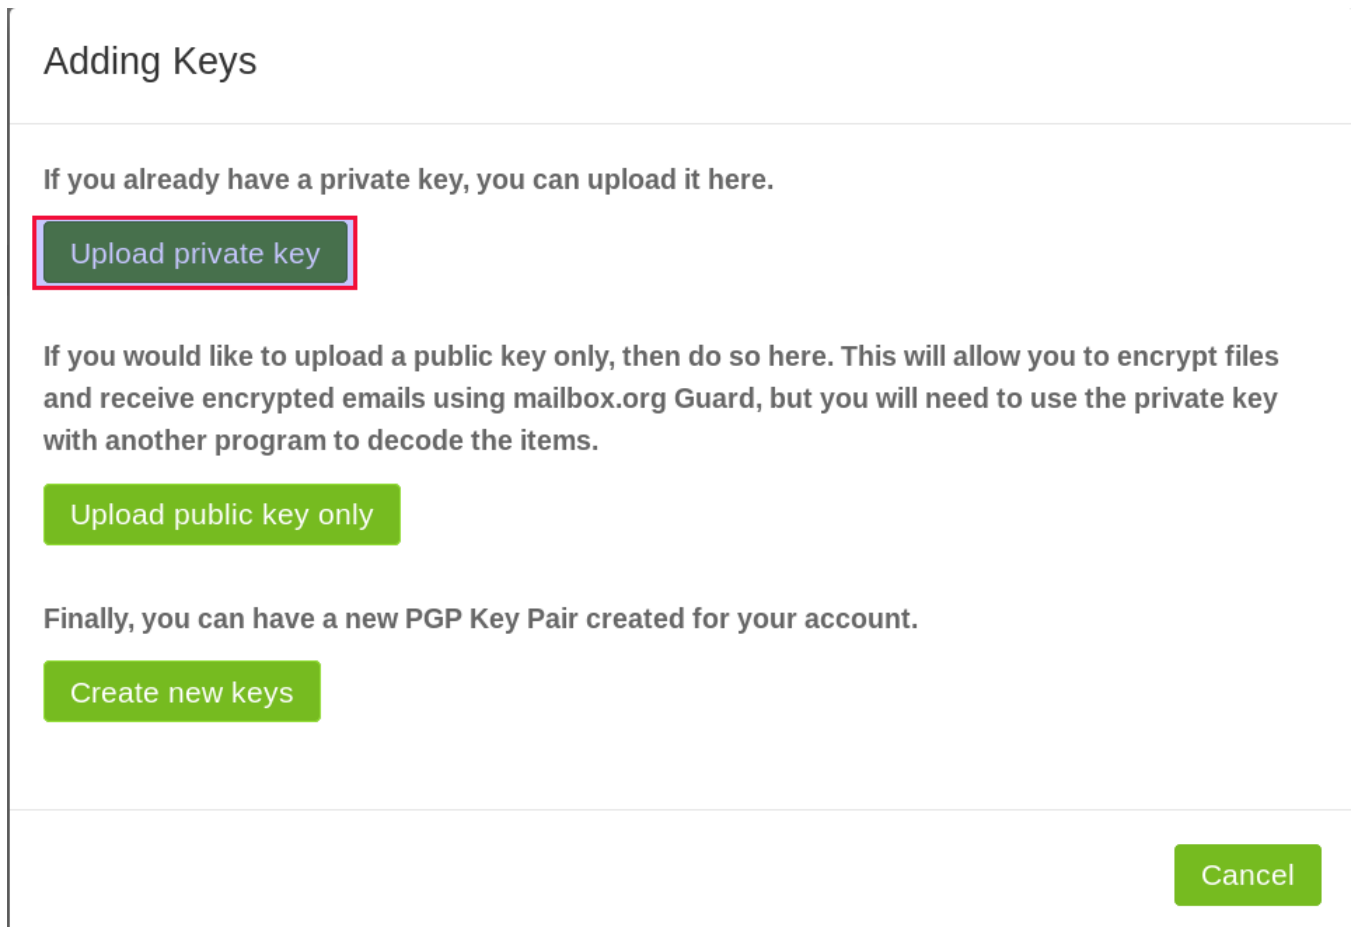 Adding Keys
If you already have a private key, you can upload it here.
Upload private key
If you would like to upload a public key only, then do so here. This will allow you to encrypt files
and receive encrypted emails using mailbox.org Guard, but you will need to use the private key
with another program to decode the items.
Upload public key only
Finally, you can have a new PGP Key Pair created for your account.
Create new keys
Cancel